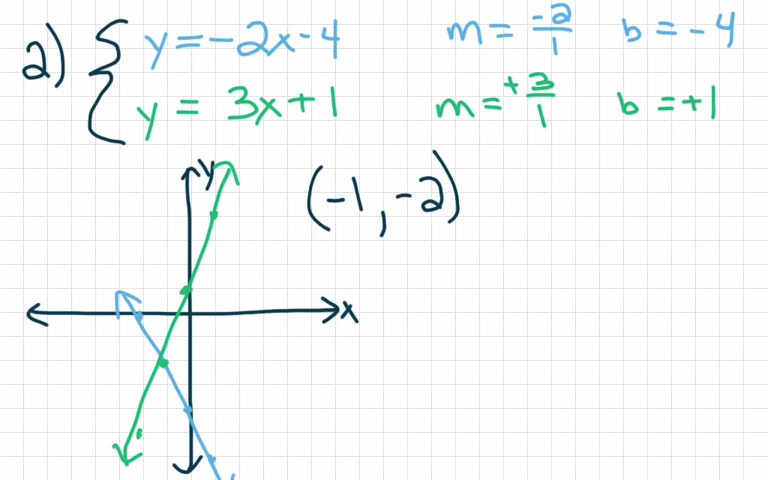 2) { y = -2x - 4 m = -2/1 b = -4
y = 3x + 1 m = +3/1 b = +1
y
(-1, -2)
x